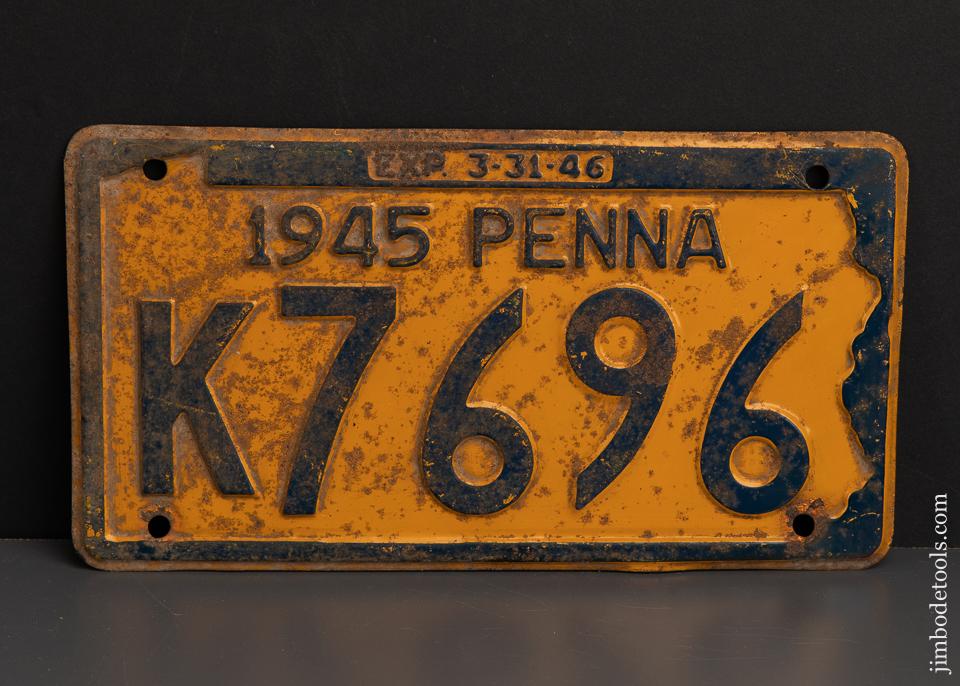 EXP. 3-31-46
1945 PENNA
K7696
jimbodetools.com